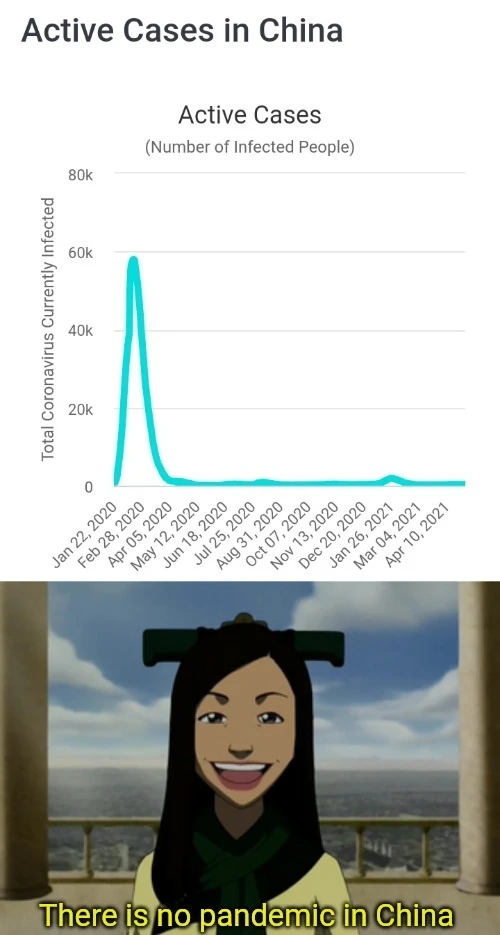 Active Cases in China
Active Cases
(Number of Infected People)
Total Coronavirus Currently Infected
80k
60k
40k
20k
0
Jan 22, 2020
Feb 28, 2020
Apr 05, 2020
May 12, 2020
Jun 18, 2020
Jul 25, 2020
Aug 31, 2020
Oct 07, 2020
Nov 13, 2020
Dec 20, 2020
Jan 26, 2021
Mar 04, 2021
Apr 10, 2021
There is no pandemic in China